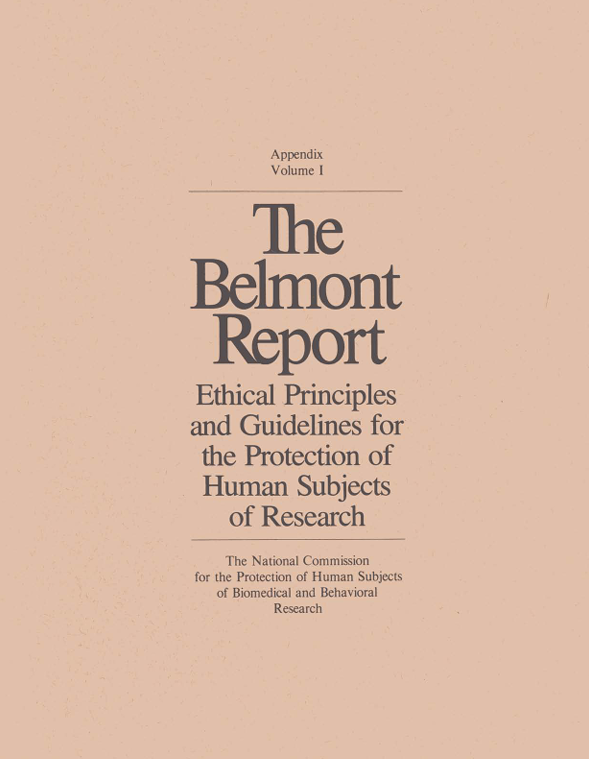 Appendix
Volume I
The
Belmont
Report
Ethical Principles
and Guidelines for
the Protection of
Human Subjects
of Research
The National Commission
for the Protection of Human Subjects
of Biomedical and Behavioral
Research